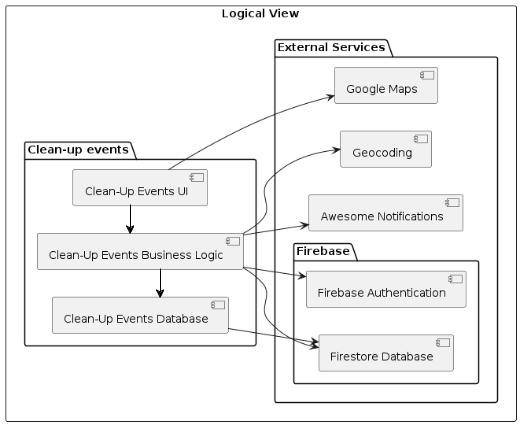 Logical View
External Services
Google Maps
Clean-up events
Geocoding
Clean-Up Events UI
Awesome Notifications
Clean-Up Events Business Logic
Firebase
Firebase Authentication
Clean-Up Events Database
Firestore Database